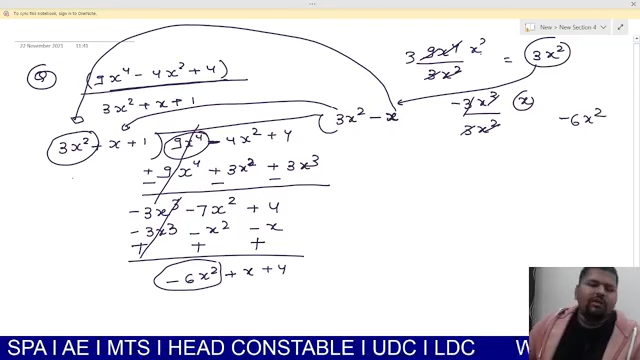 To sync this notebook, sign in to OneNote.
New » New Section 4
22 November 2021 11:41
Q (9x⁴ - 4x² + 4)
3x² + x + 1
3x² - x + 1) 9x⁴ - 4x² + 4 (3x² - x
+ 9x⁴ + 3x² + 3x³
- - -
- 3x³ - 7x² + 4
- 3x³ - x² - x
+ + +
- 6x² + x + 4
3 9x⁴ x² = 3x²
3x²
- 3x³ x
3x²
- 6x²
SPA I AE I MTS I HEAD CONSTABLE I UDC I LDC W